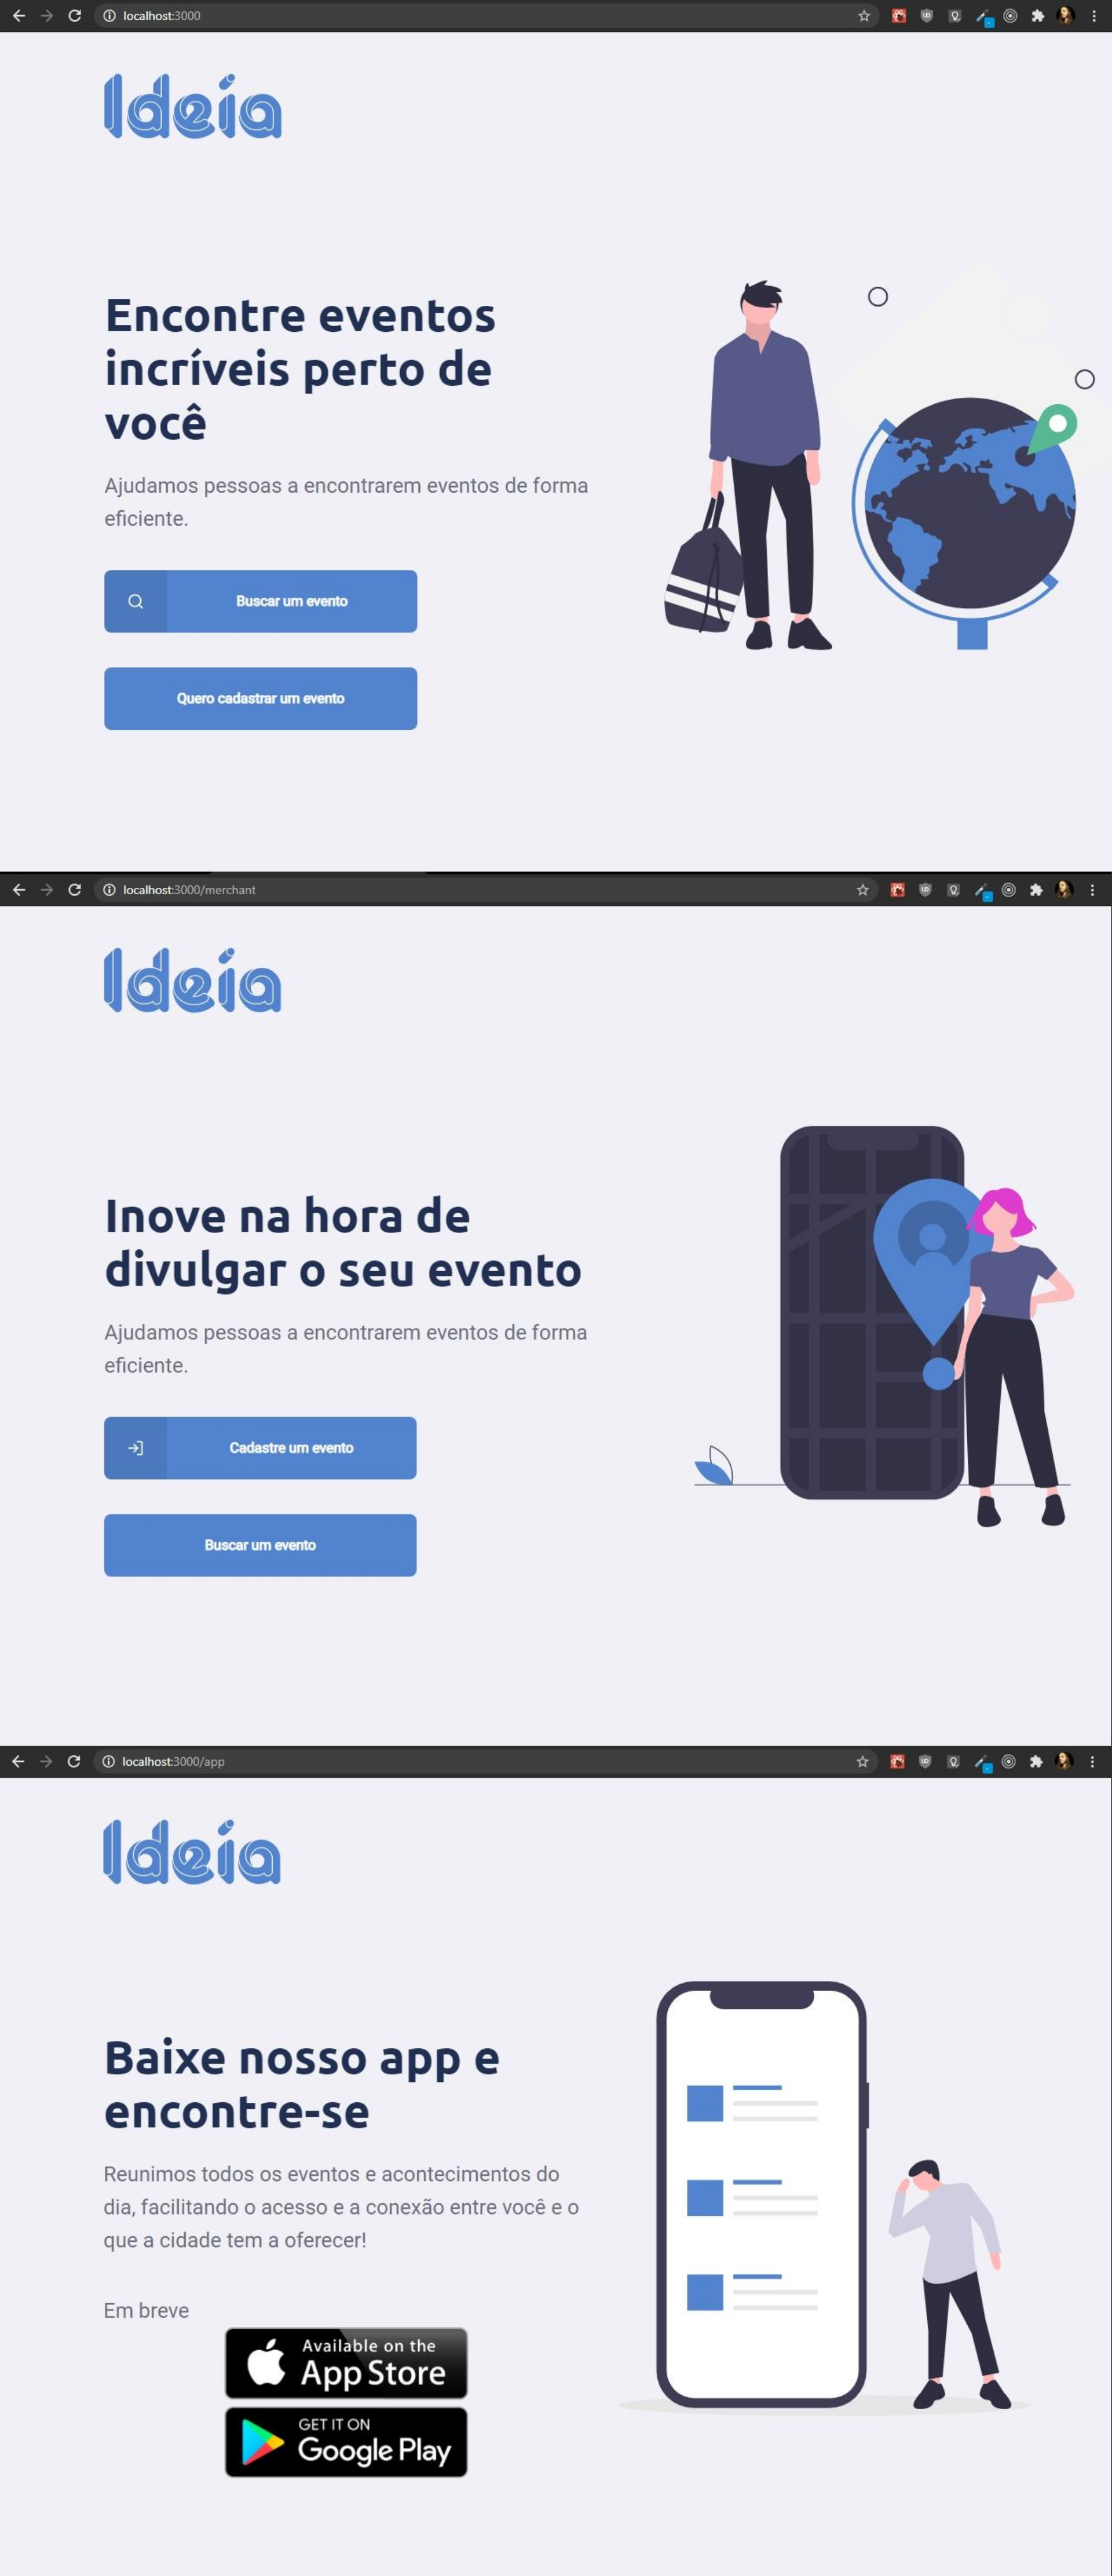 localhost:3000
Ideia
Encontre eventos
incríveis perto de
você
Ajudamos pessoas a encontrarem eventos de forma
eficiente.
Buscar um evento
Quero cadastrar um evento
localhost:3000/merchant
Ideia
Inove na hora de
divulgar o seu evento
Ajudamos pessoas a encontrarem eventos de forma
eficiente.
Cadastre um evento
Buscar um evento
localhost:3000/app
Ideia
Baixe nosso app e
encontre-se
Reunimos todos os eventos e acontecimentos do
dia, facilitando o acesso e a conexão entre você e o
que a cidade tem a oferecer!
Em breve
Available on the
App Store
GET IT ON
Google Play